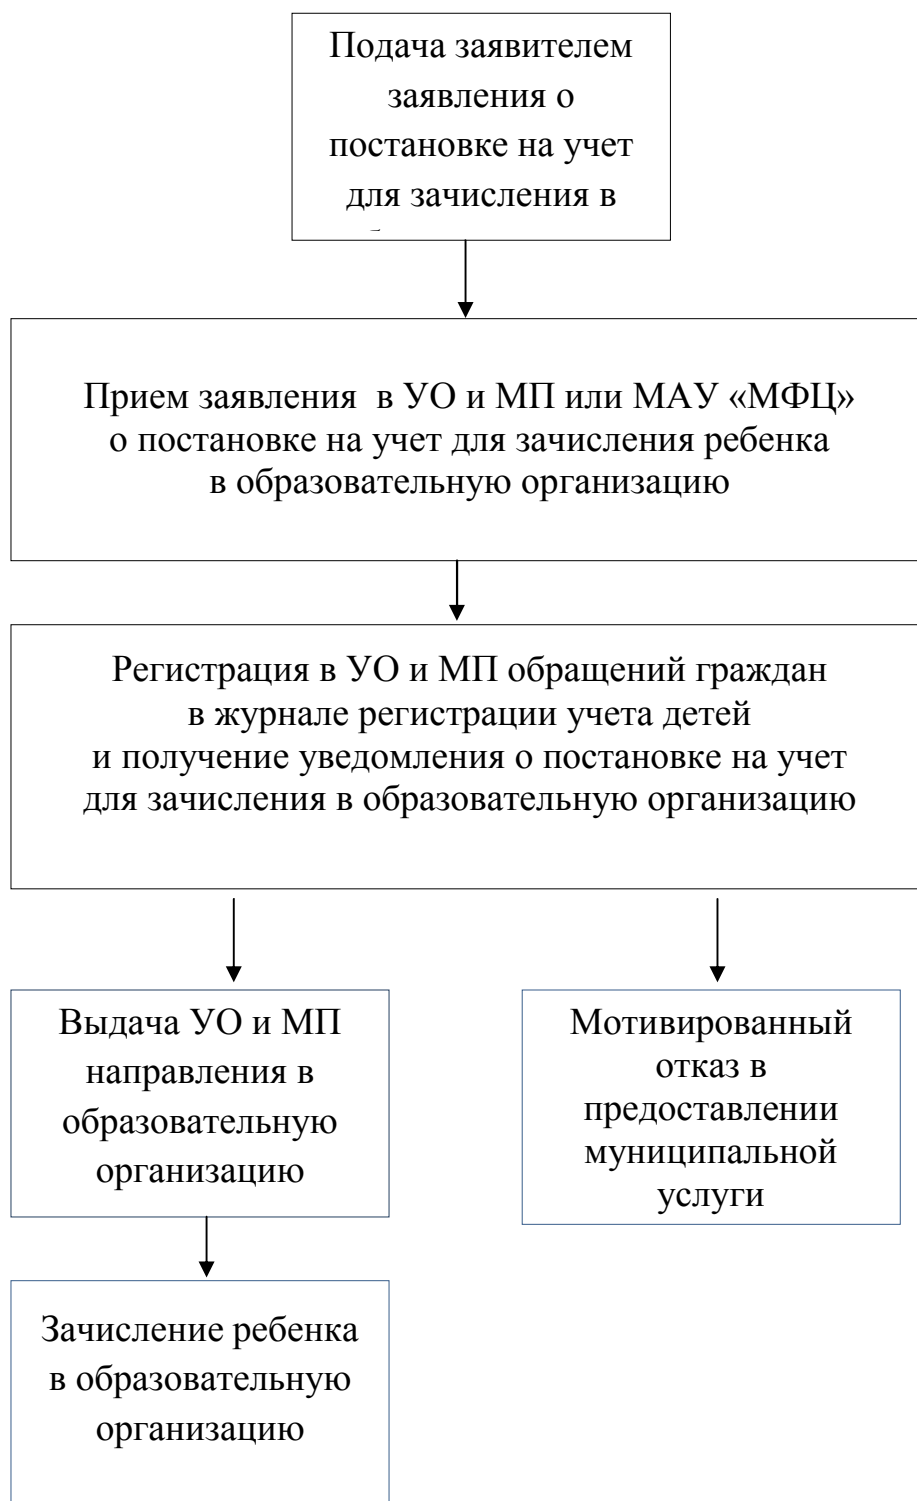 Подача заявителем
заявления о
постановке на учет
для зачисления в
Прием заявления в УО и МП или МАУ «МФЦ»
о постановке на учет для зачисления ребенка
в образовательную организацию
Регистрация в УО и МП обращений граждан
в журнале регистрации учета детей
и получение уведомления о постановке на учет
для зачисления в образовательную организацию
Выдача УО и МП
направления в
образовательную
организацию
Мотивированный
отказ в
предоставлении
муниципальной
услуги
Зачисление ребенка
в образовательную
организацию